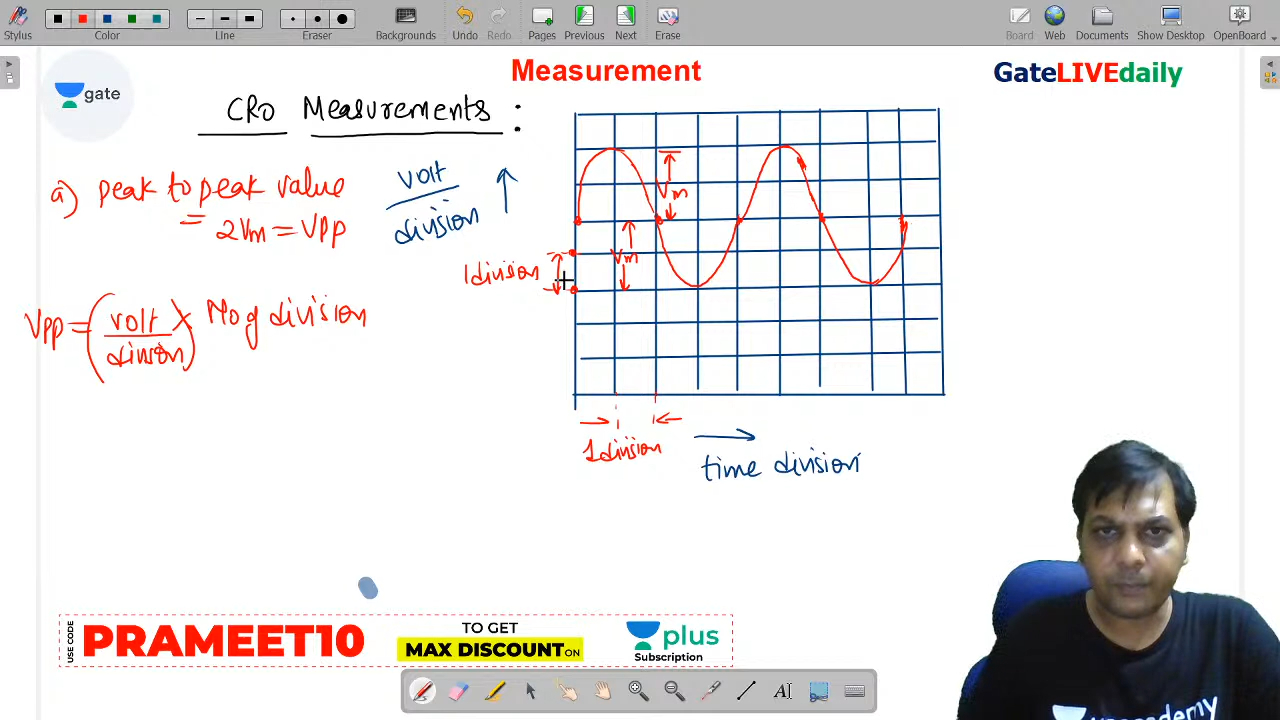 Stylus
Color
Line
Eraser
Backgrounds
Undo
Redo
Pages
Previous
Next
Erase
Board
Web
Documents
Show Desktop
OpenBoard
gate
Measurement
GateLIVEdaily
CRO Measurements :
a) peak to peak value
= 2Vm = VPP
volt
division
VPP = (volt
division) × No of division
Vm
Vm
1division
1division
time division
USE CODE
PRAMEET10
TO GET
MAX DISCOUNT ON
plus
Subscription
AI